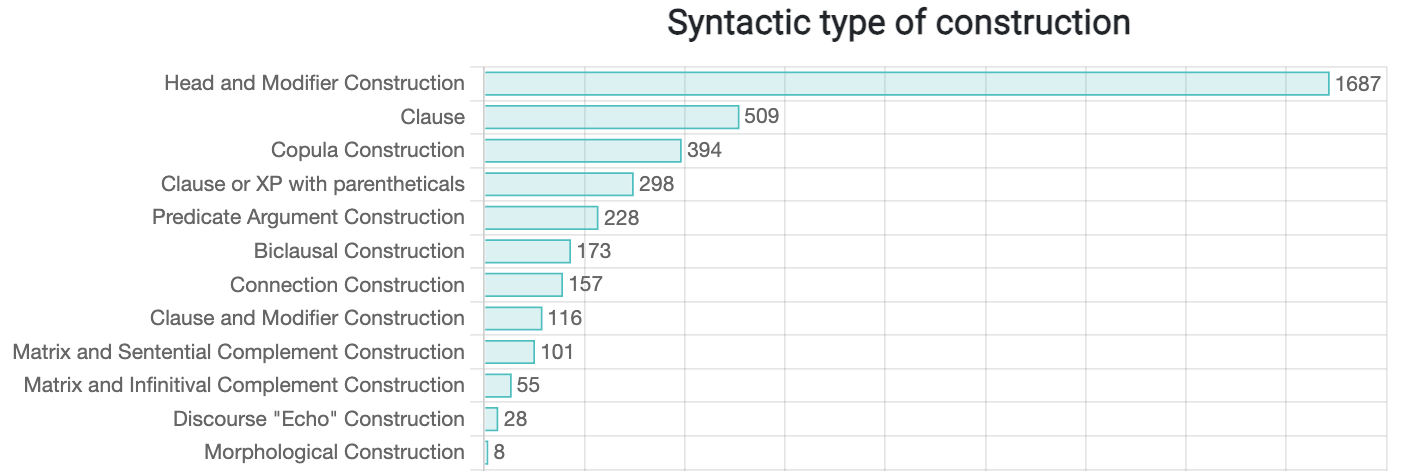 Syntactic type of construction
Head and Modifier Construction 1687
Clause 509
Copula Construction 394
Clause or XP with parentheticals 298
Predicate Argument Construction 228
Biclausal Construction 173
Connection Construction 157
Clause and Modifier Construction 116
Matrix and Sentential Complement Construction 101
Matrix and Infinitival Complement Construction 55
Discourse "Echo" Construction 28
Morphological Construction 8